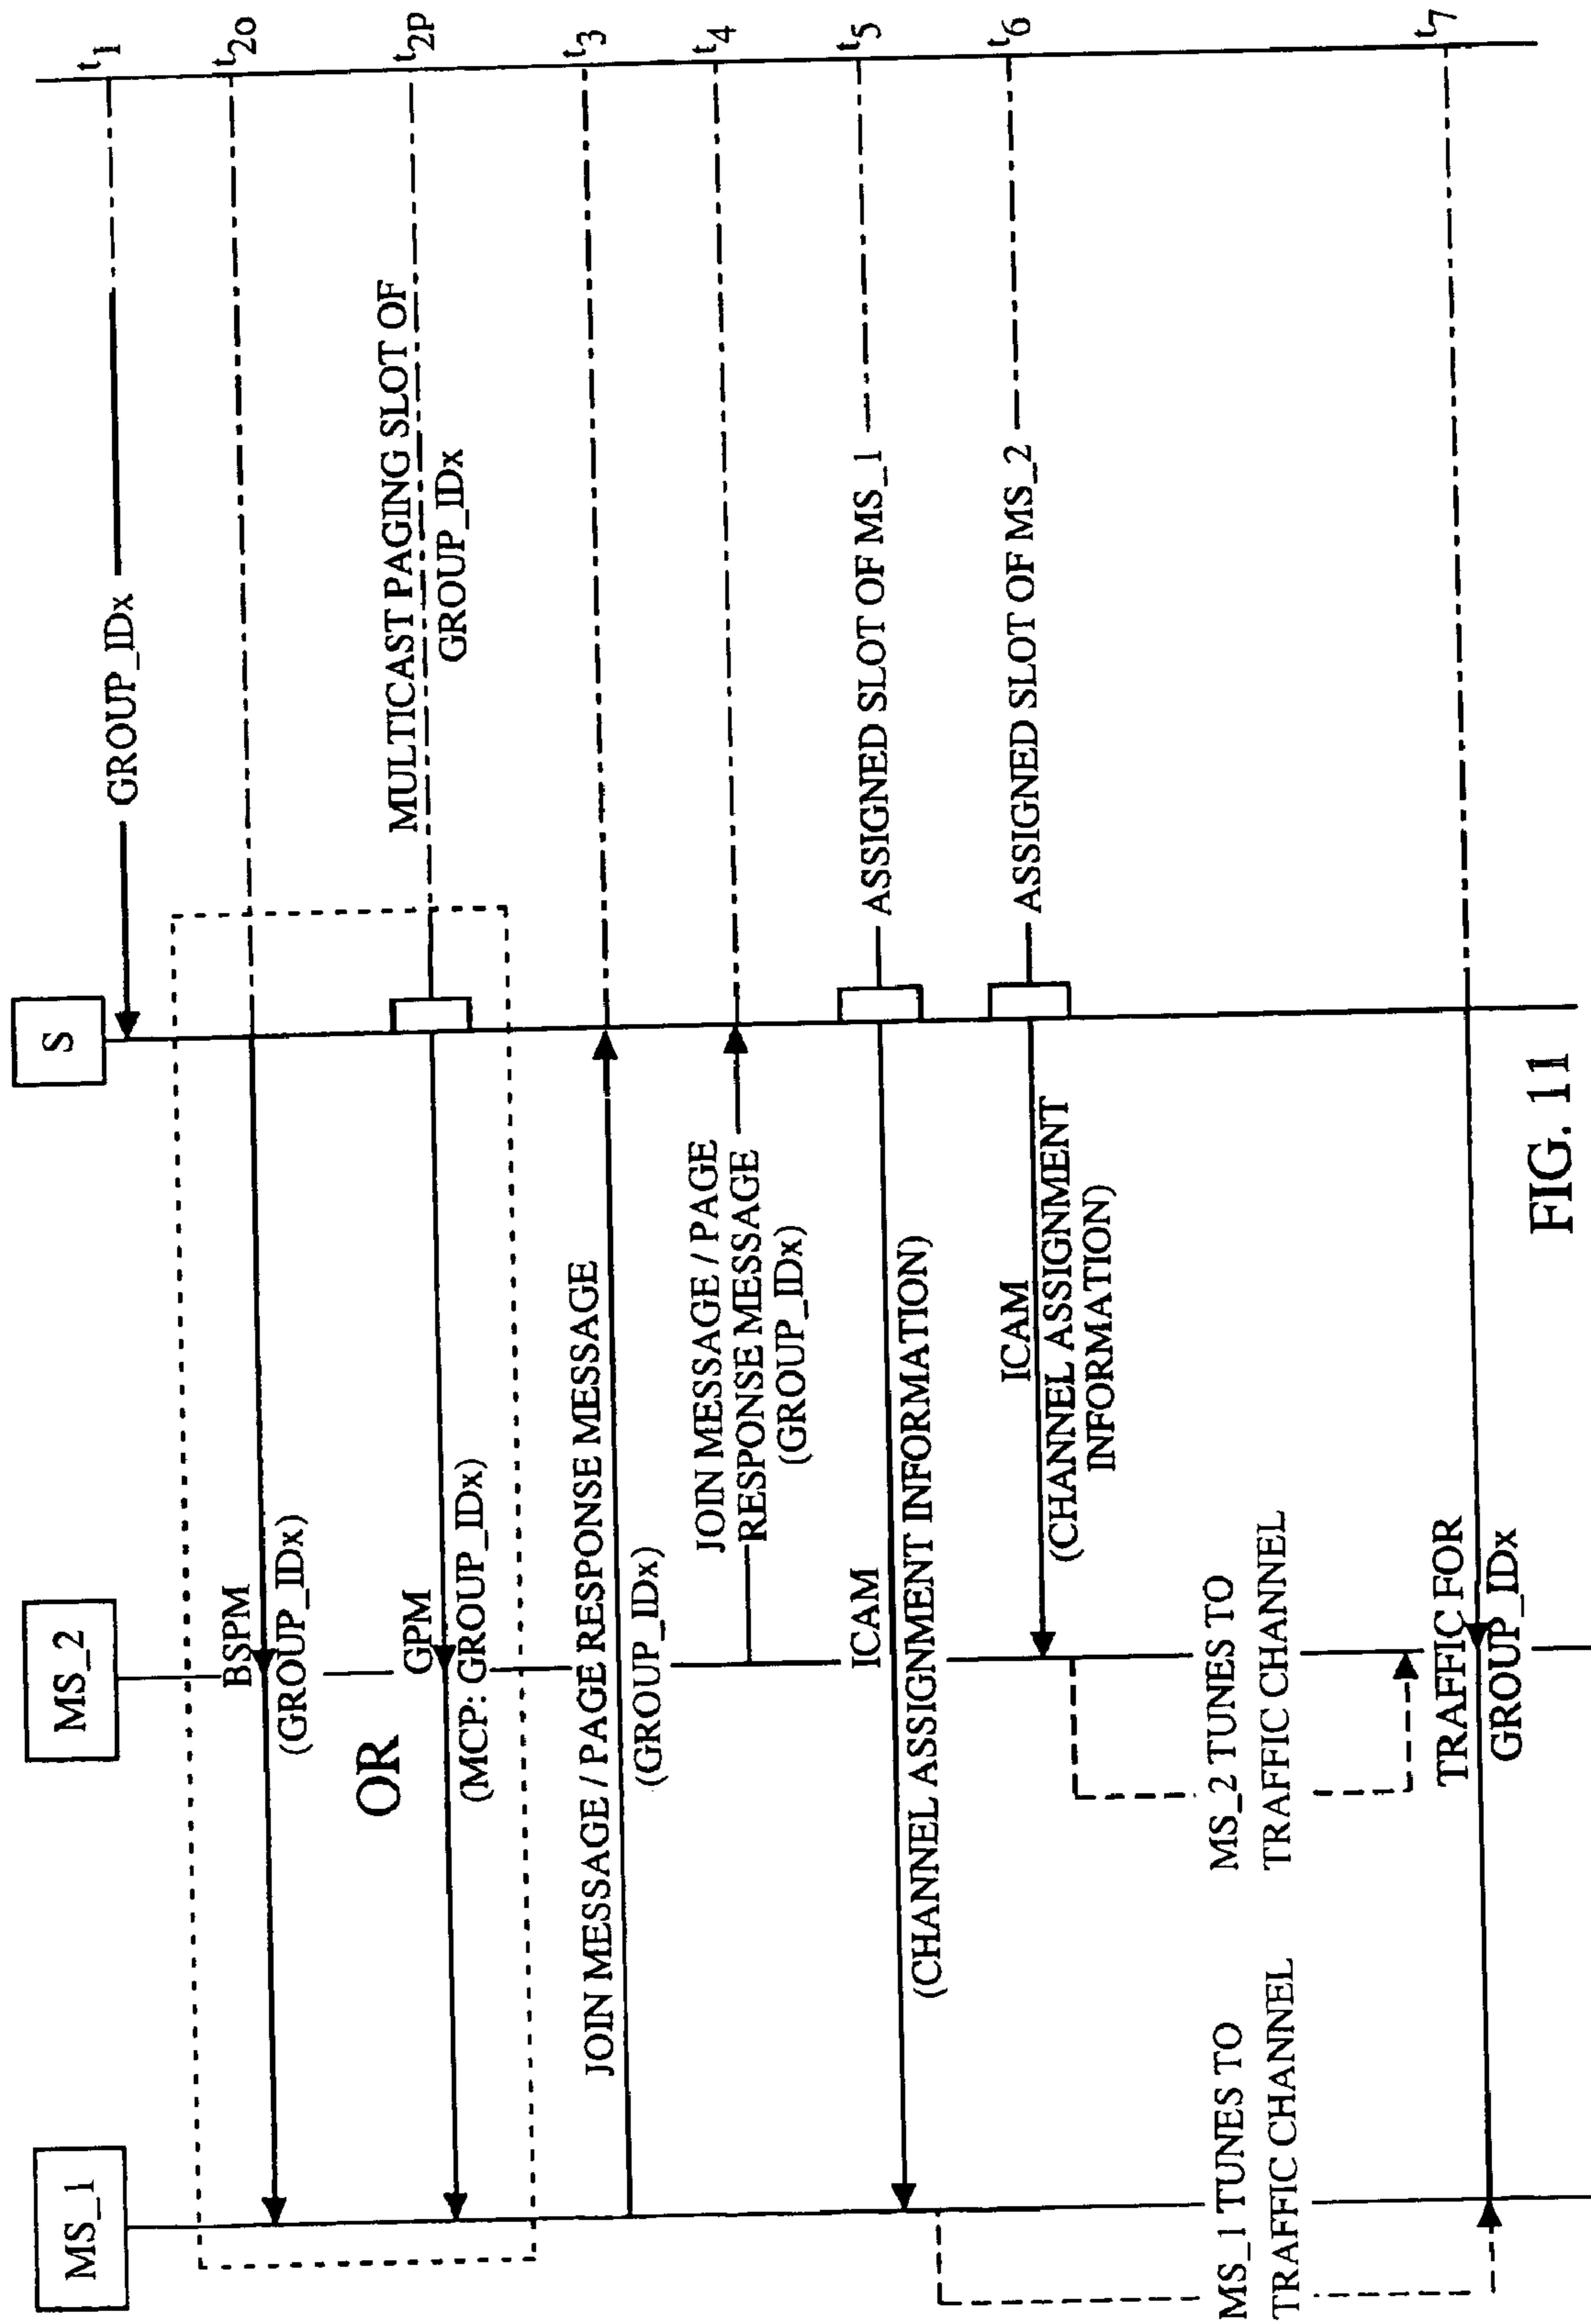 MS_1
MS_2
S
t1
GROUP_IDx
t2o
BSPM
(GROUP_IDx)
OR
t2P
MULTICAST PAGING SLOT OF
GROUP_IDx
GPM
(MCP: GROUP_IDx)
t3
JOIN MESSAGE / PAGE RESPONSE MESSAGE
(GROUP_IDx)
t4
JOIN MESSAGE / PAGE
RESPONSE MESSAGE
(GROUP_IDx)
t5
ASSIGNED SLOT OF MS_1
ICAM
(CHANNEL ASSIGNMENT INFORMATION)
t6
ASSIGNED SLOT OF MS_2
ICAM
(CHANNEL ASSIGNMENT
INFORMATION)
MS_1 TUNES TO
TRAFFIC CHANNEL
MS_2 TUNES TO
TRAFFIC CHANNEL
t7
TRAFFIC FOR
GROUP_IDx
FIG. 11